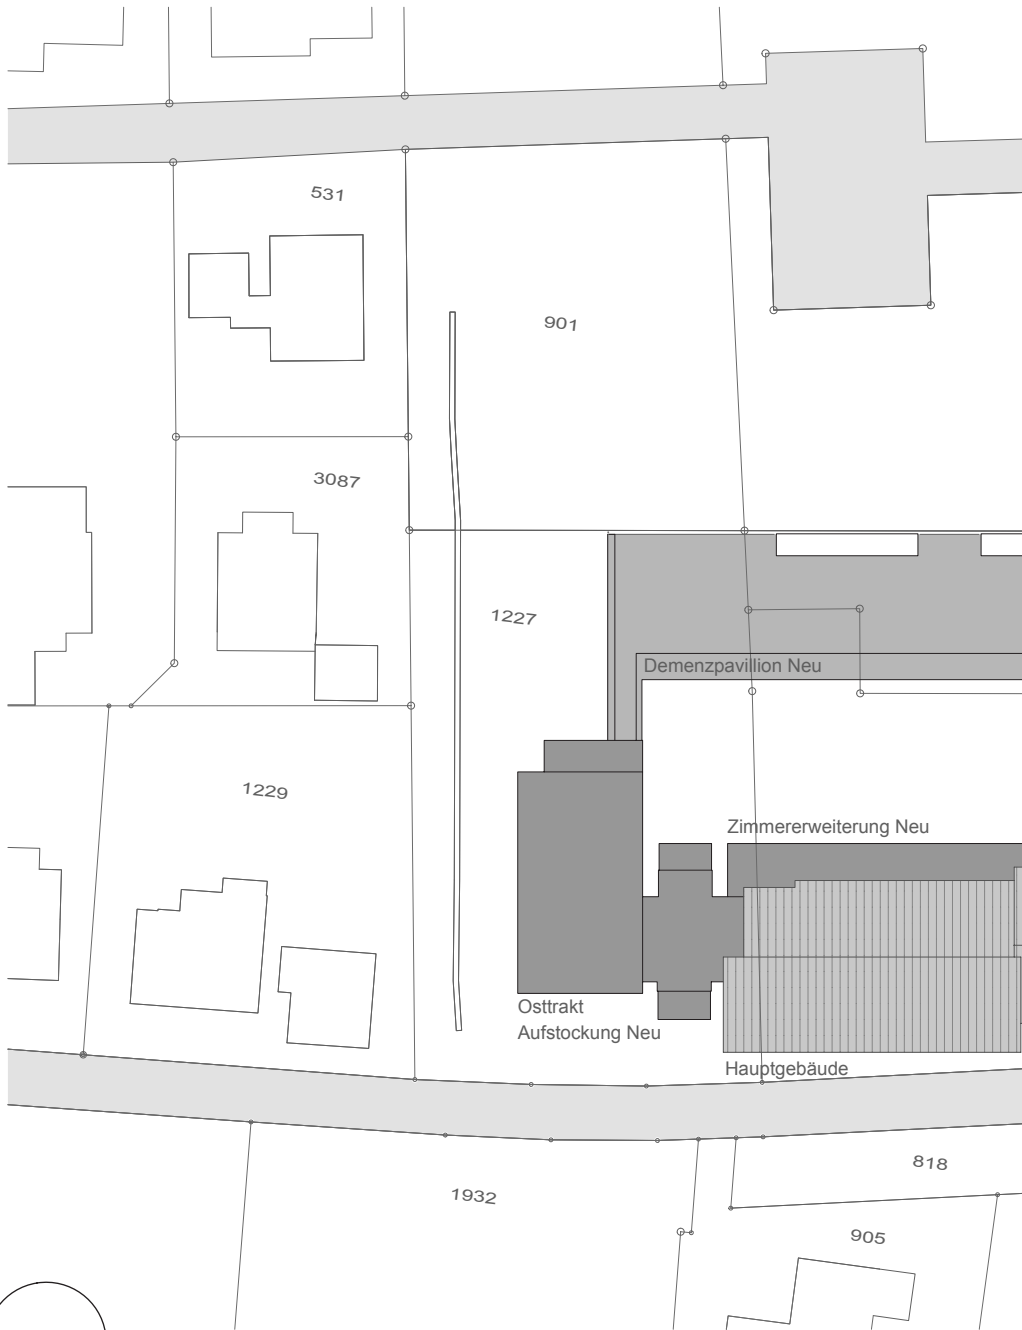 531
901
3087
1227
Demenzpavillion Neu
1229
Zimmererweiterung Neu
Osttrakt
Aufstockung Neu
Hauptgebäude
818
1932
905